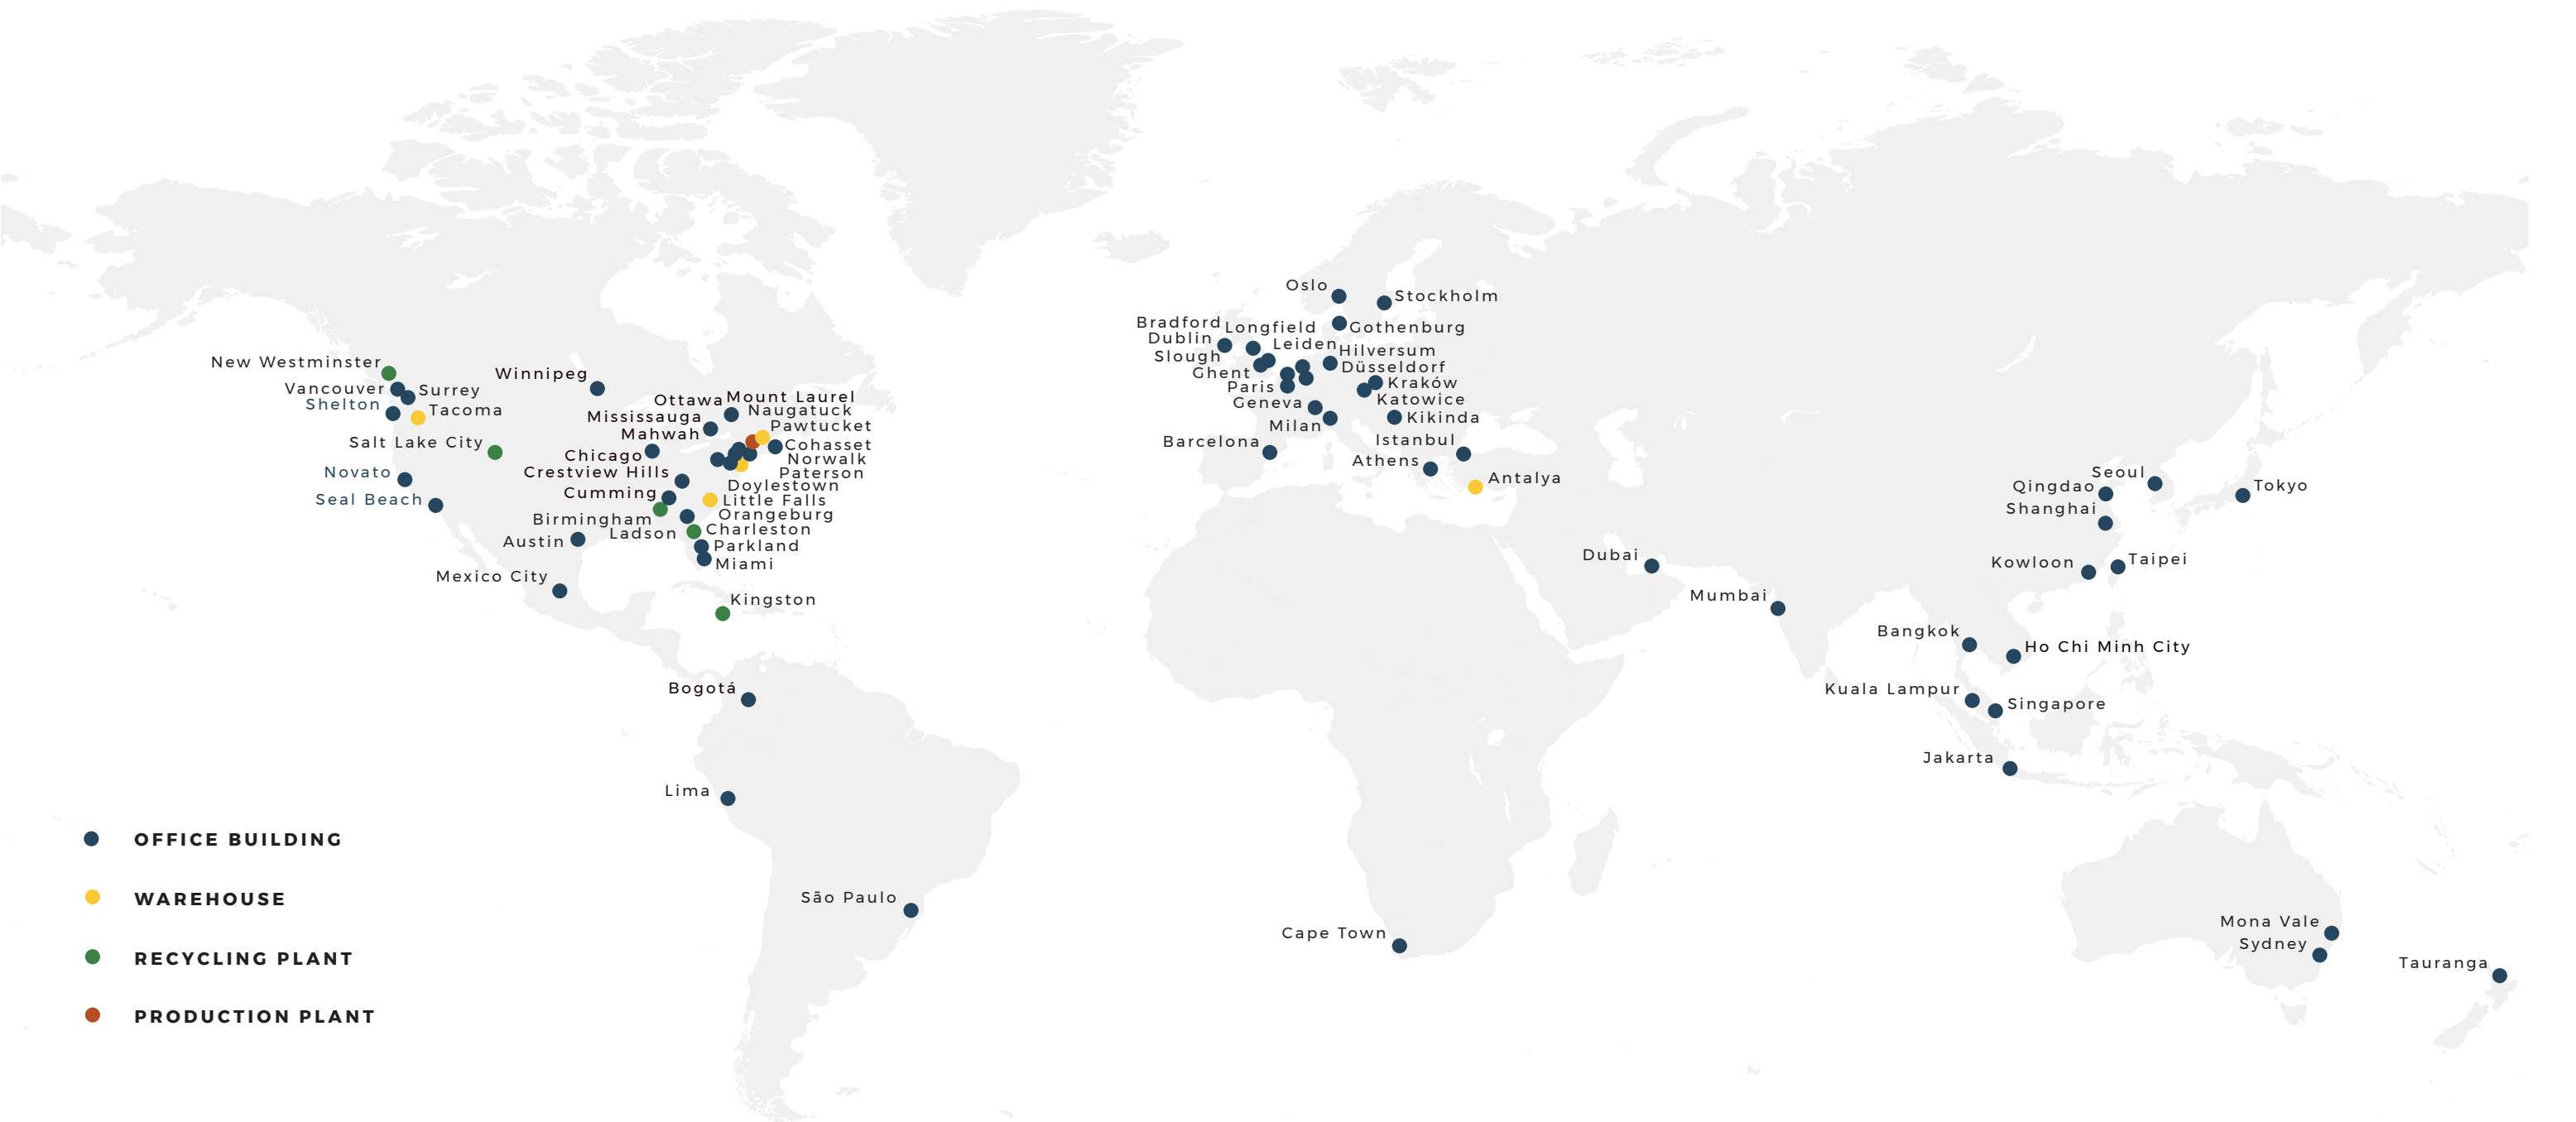 Oslo
Stockholm
Bradford
Longfield
Gothenburg
Dublin
Leiden
Hilversum
Slough
Düsseldorf
Ghent
Kraków
Paris
Katowice
Geneva
Kikinda
Milan
Barcelona
Istanbul
Athens
Antalya
New Westminster
Vancouver
Surrey
Shelton
Tacoma
Salt Lake City
Novato
Seal Beach
Winnipeg
Ottawa
Mount Laurel
Naugatuck
Mississauga
Pawtucket
Mahwah
Cohasset
Chicago
Norwalk
Crestview Hills
Paterson
Doylestown
Cumming
Little Falls
Orangeburg
Birmingham
Charleston
Ladson
Austin
Parkland
Miami
Mexico City
Kingston
Bogotá
Lima
São Paulo
Cape Town
Dubai
Mumbai
Seoul
Qingdao
Tokyo
Shanghai
Kowloon
Taipei
Bangkok
Ho Chi Minh City
Kuala Lampur
Singapore
Jakarta
Mona Vale
Sydney
Tauranga
OFFICE BUILDING
WAREHOUSE
RECYCLING PLANT
PRODUCTION PLANT